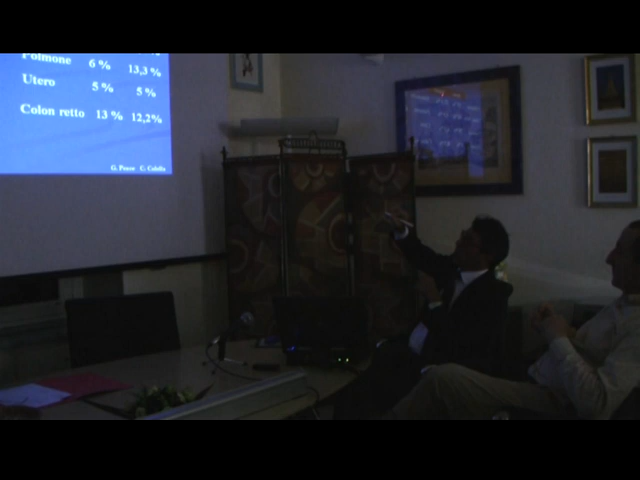 Polmone 6 % 13,3 %
Utero 5 % 5 %
Colon retto 13 % 12,2%